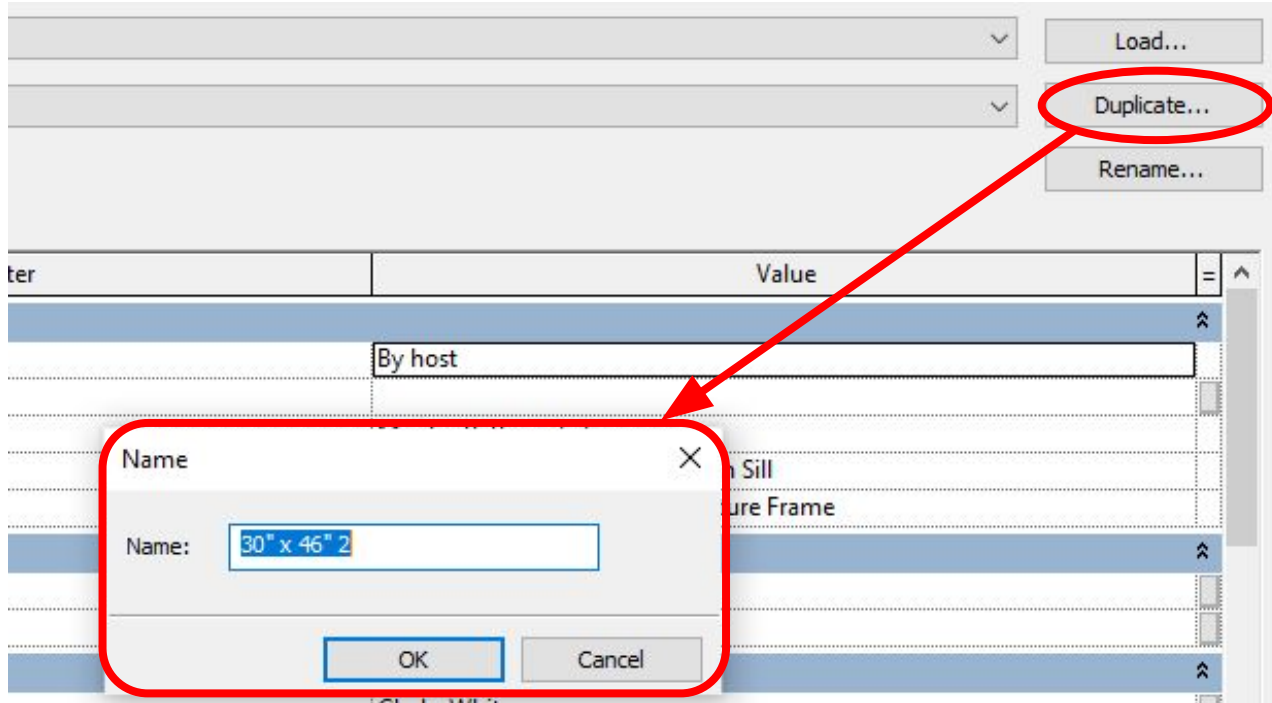 Load...
Duplicate...
Rename...
ter Value =
By host
Name
n Sill
ure Frame
Name: 30" x 46" 2
OK Cancel